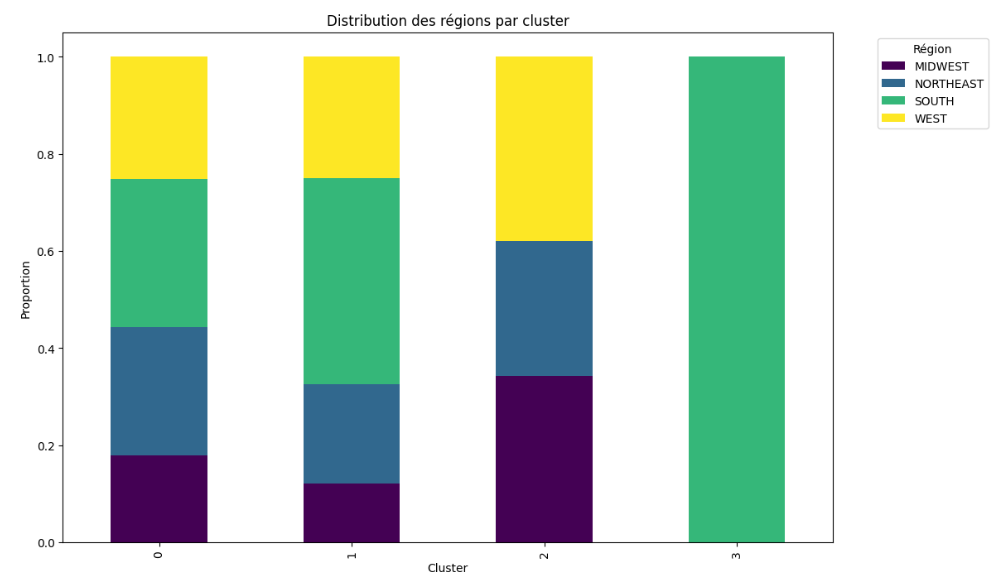 Distribution des régions par cluster
Région
MIDWEST
NORTHEAST
SOUTH
WEST
Proportion
1.0
0.8
0.6
0.4
0.2
0.0
0
1
2
3
Cluster